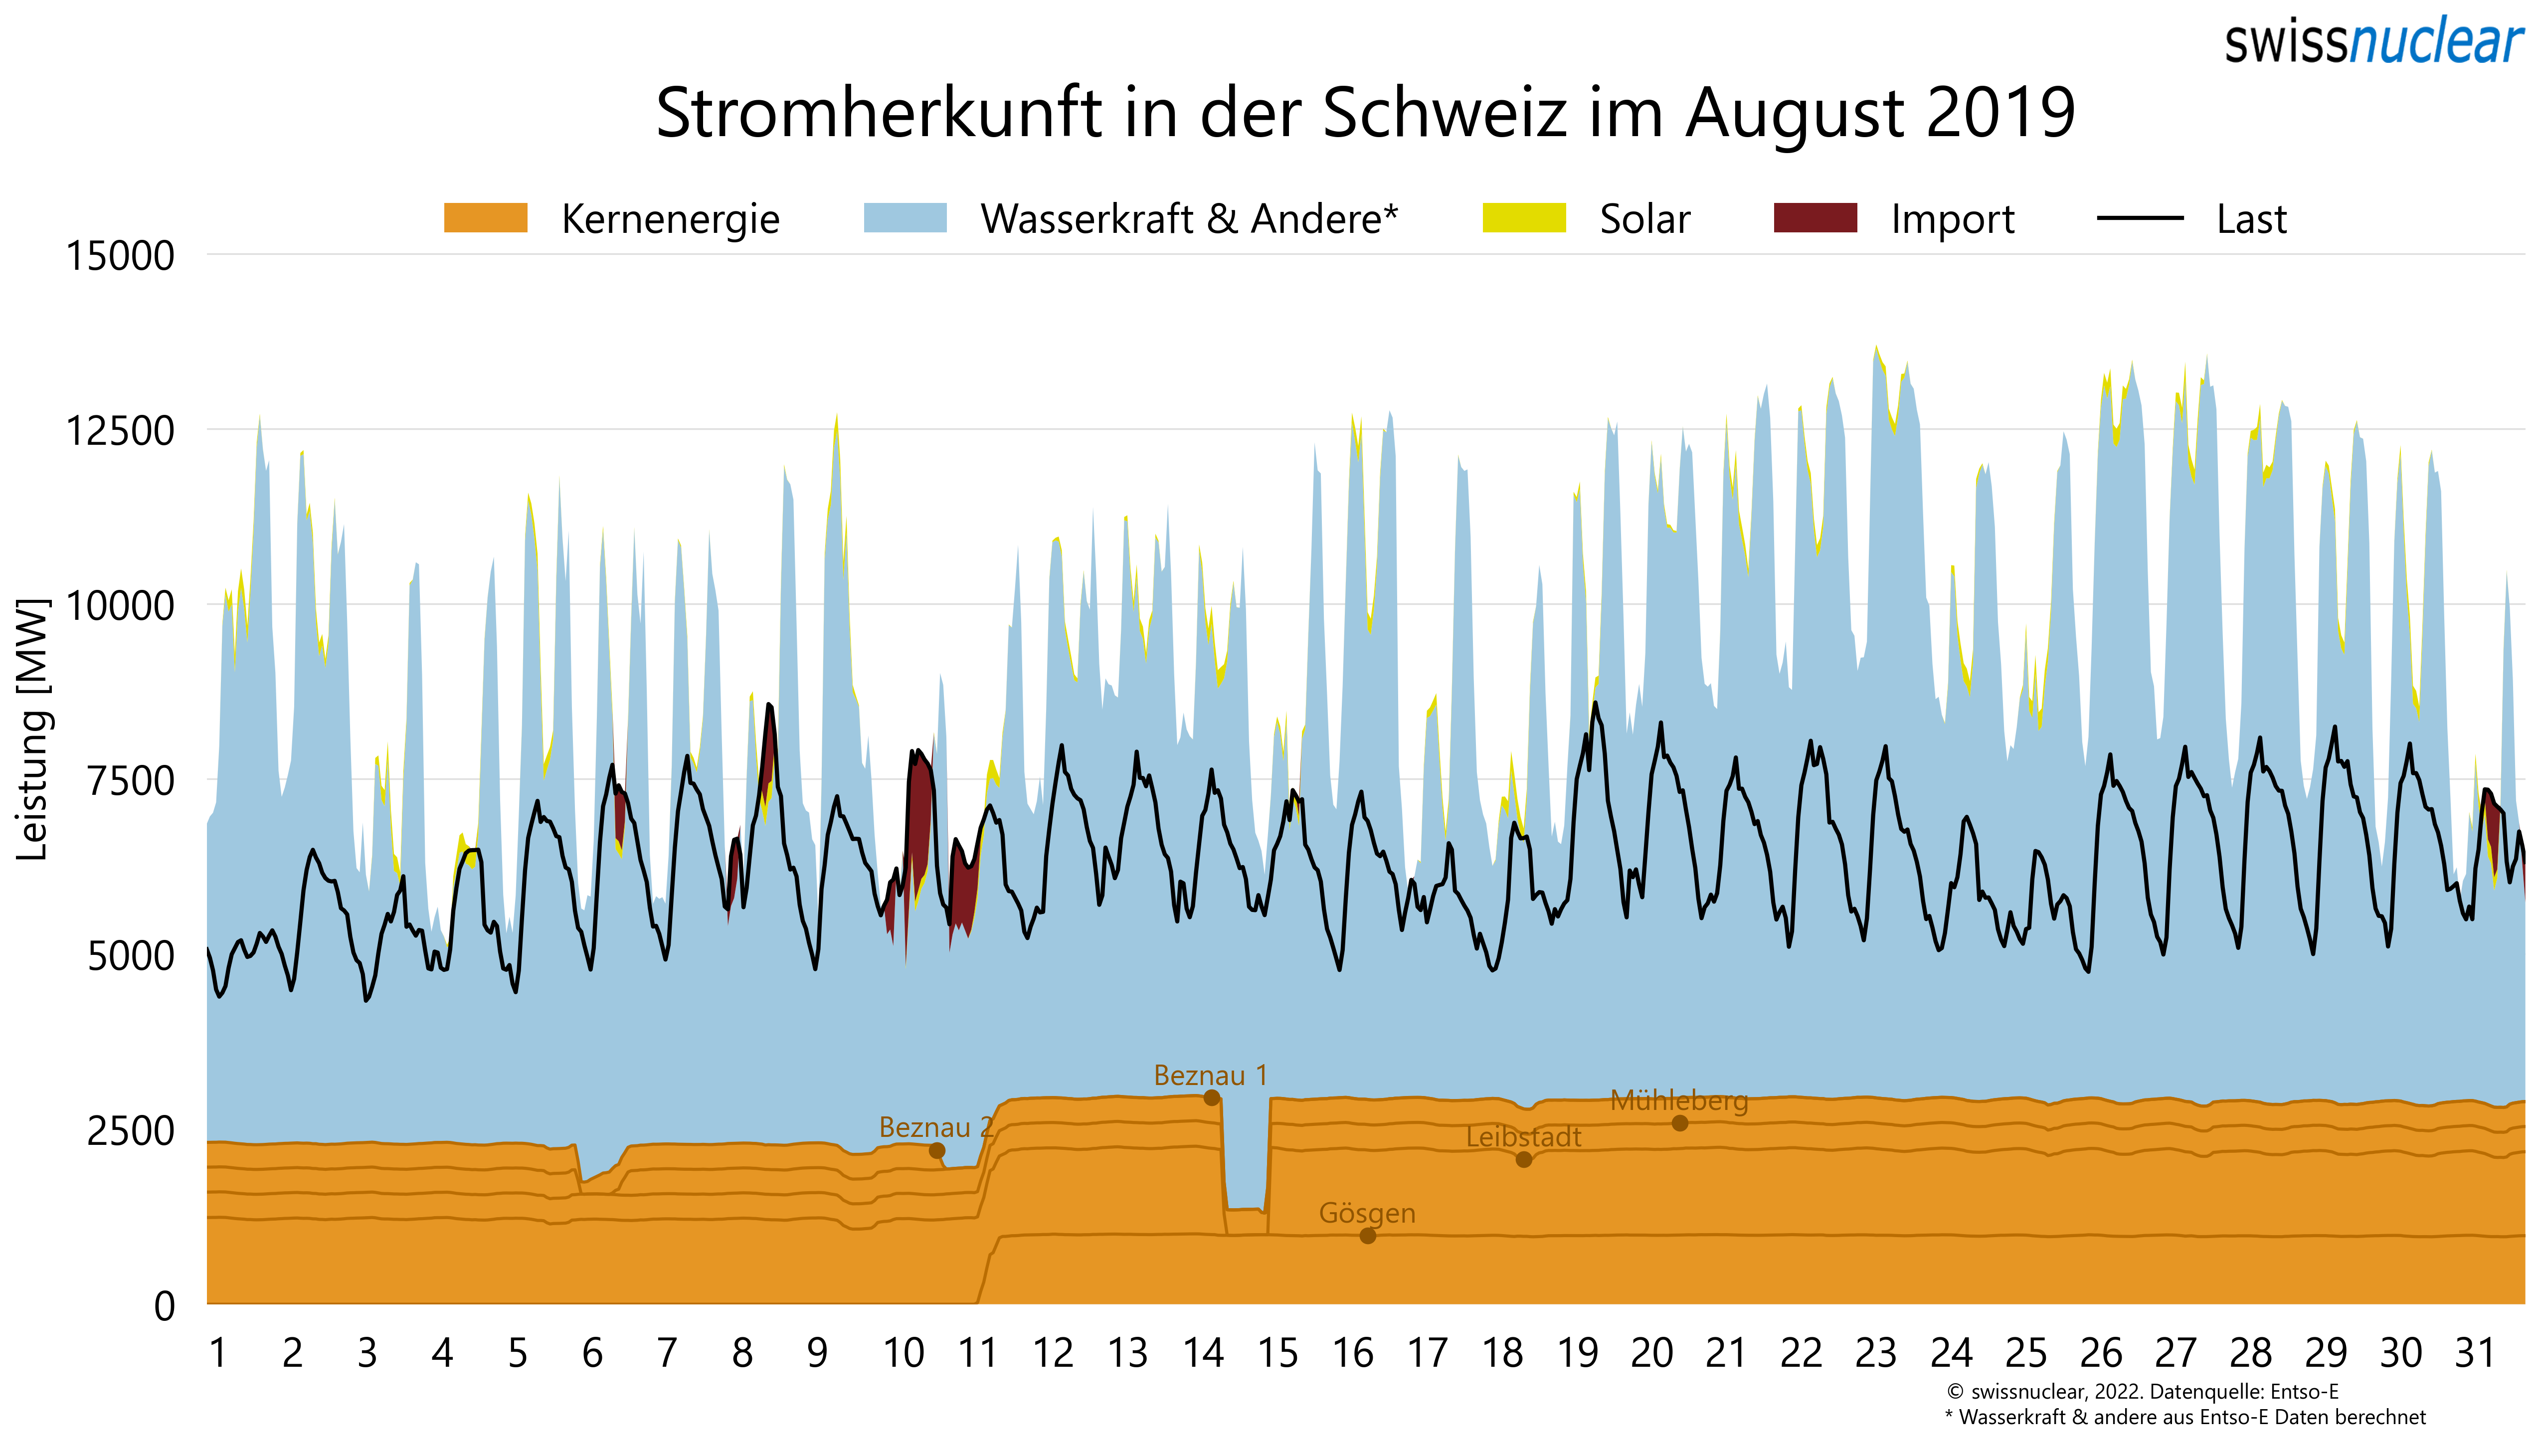 swissnuclear
Stromherkunft in der Schweiz im August 2019
Kernenergie Wasserkraft & Andere* Solar Import Last
Leistung [MW]
15000
12500
10000
7500
5000
2500
0
Beznau 1
Beznau 2
Mühleberg
Leibstadt
Gösgen
1 2 3 4 5 6 7 8 9 10 11 12 13 14 15 16 17 18 19 20 21 22 23 24 25 26 27 28 29 30 31
© swissnuclear, 2022. Datenquelle: Entso-E
* Wasserkraft & andere aus Entso-E Daten berechnet